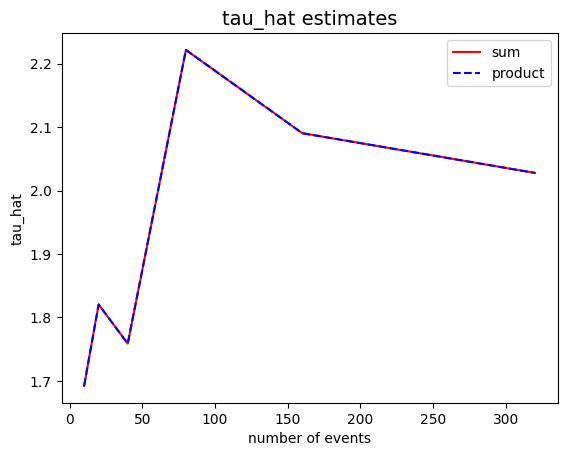 tau_hat estimates
sum
product
2.2
2.1
2.0
1.9
1.8
1.7
tau_hat
0
50
100
150
200
250
300
number of events